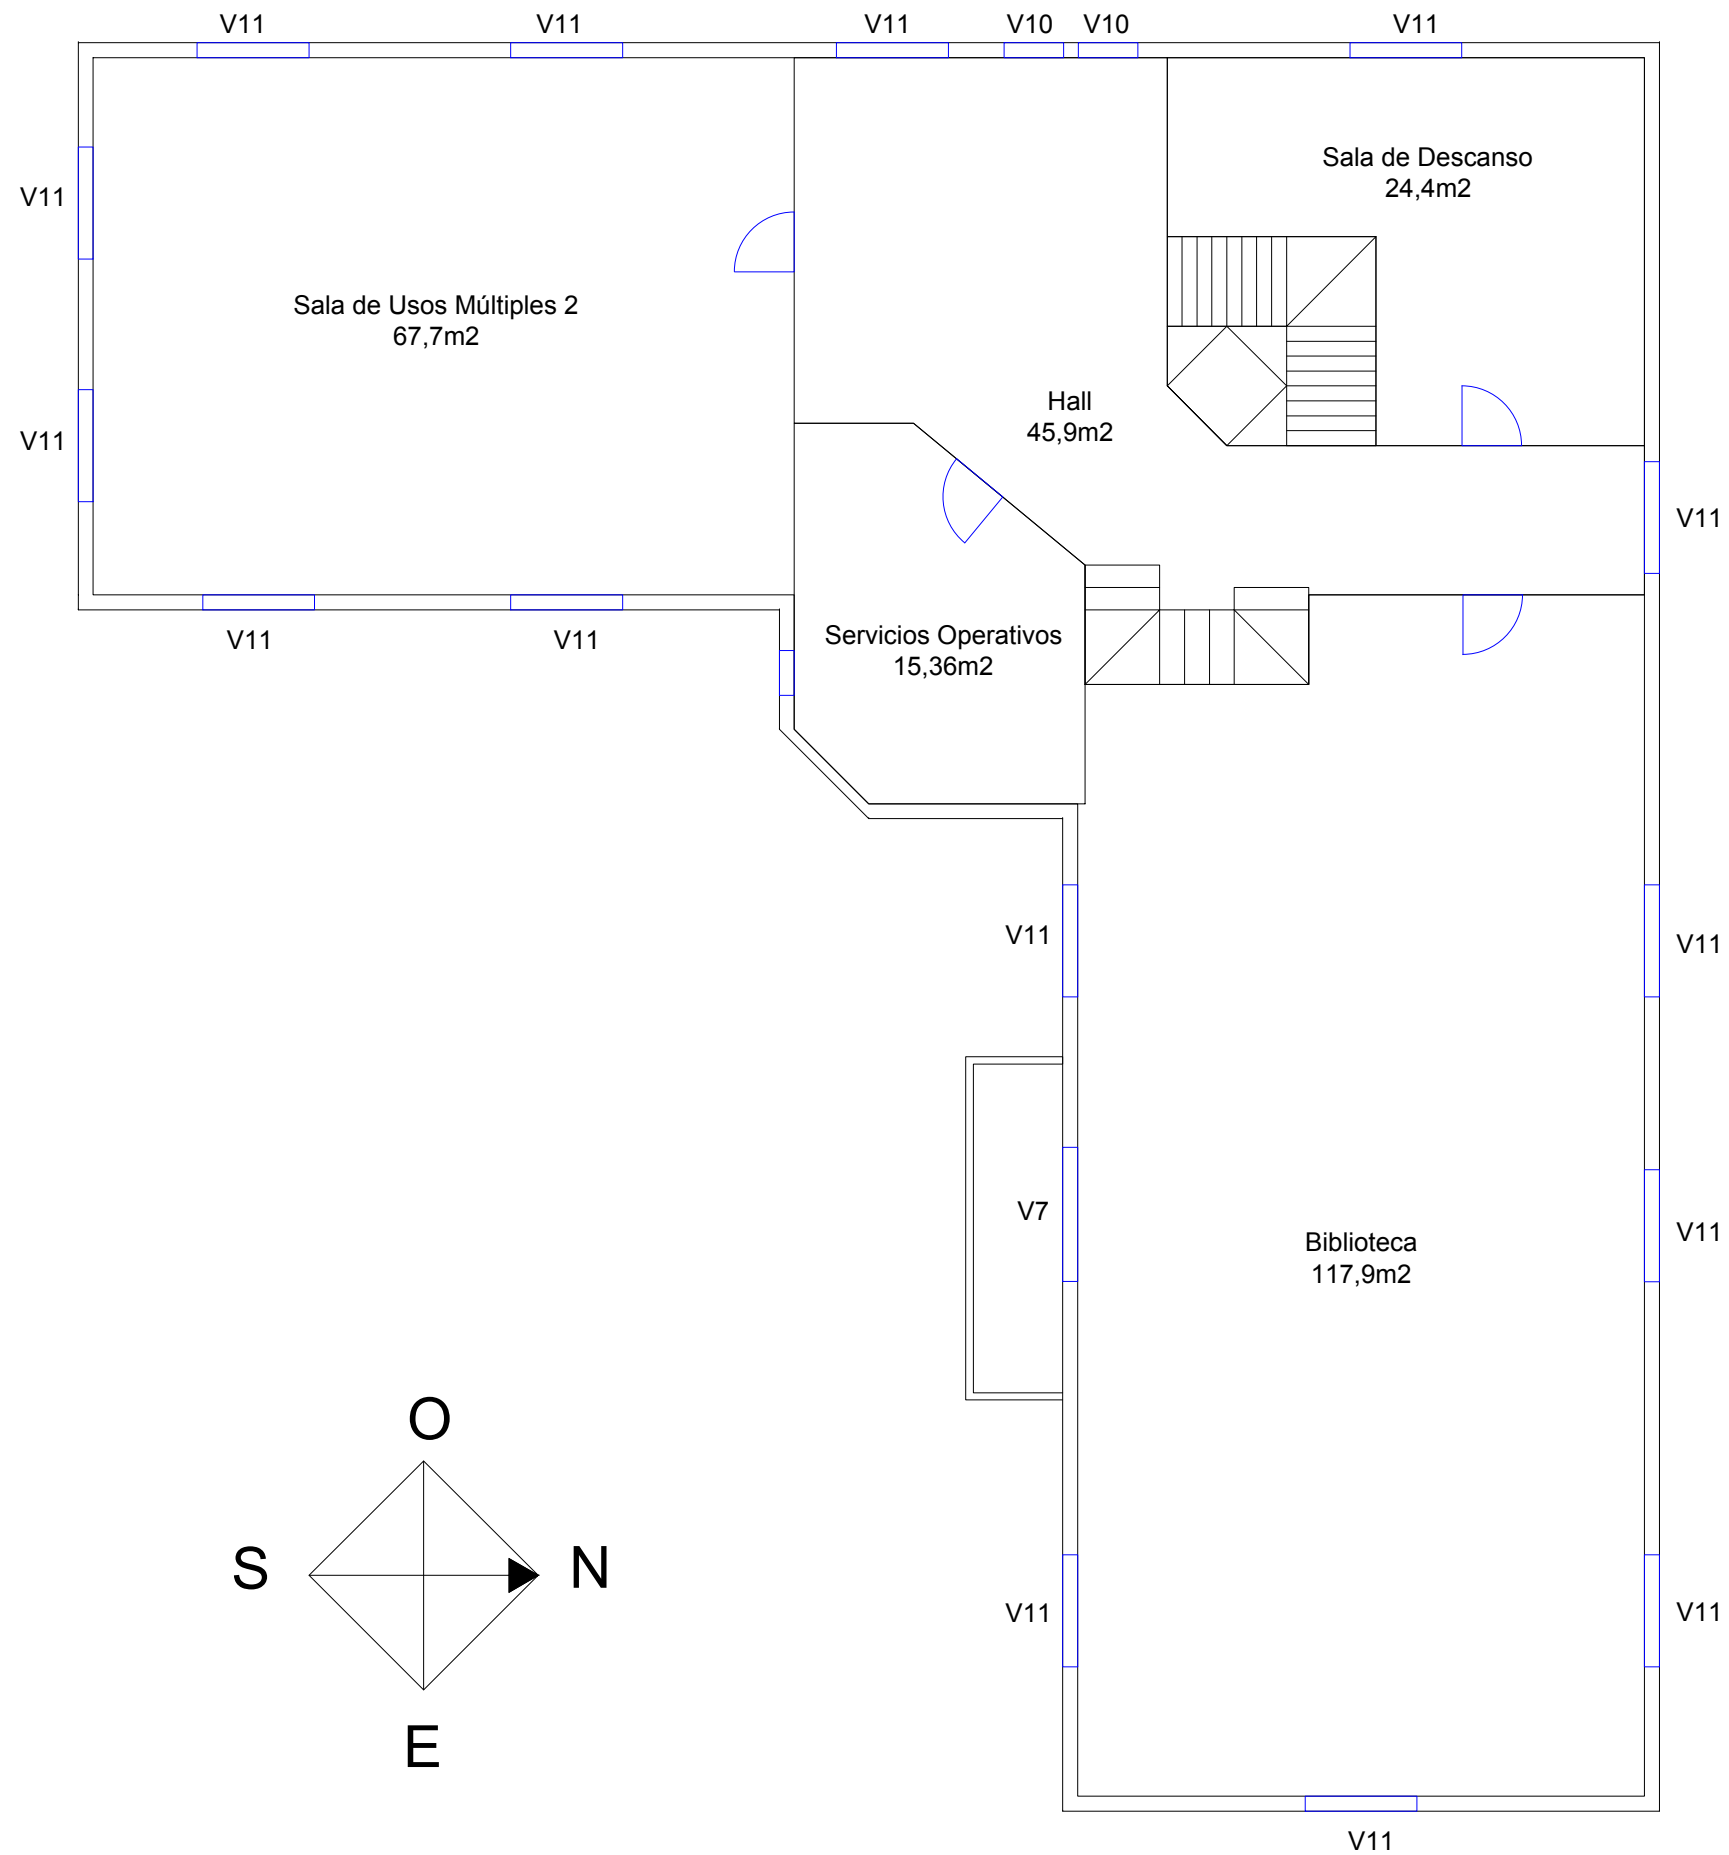 V11
V11
V11
V10
V10
V11
Sala de Descanso
24,4m2
V11
Sala de Usos Múltiples 2
67,7m2
Hall
45,9m2
V11
V11
V11
V11
Servicios Operativos
15,36m2
V11
V11
V7
V11
Biblioteca
117,9m2
O
S
N
E
V11
V11
V11